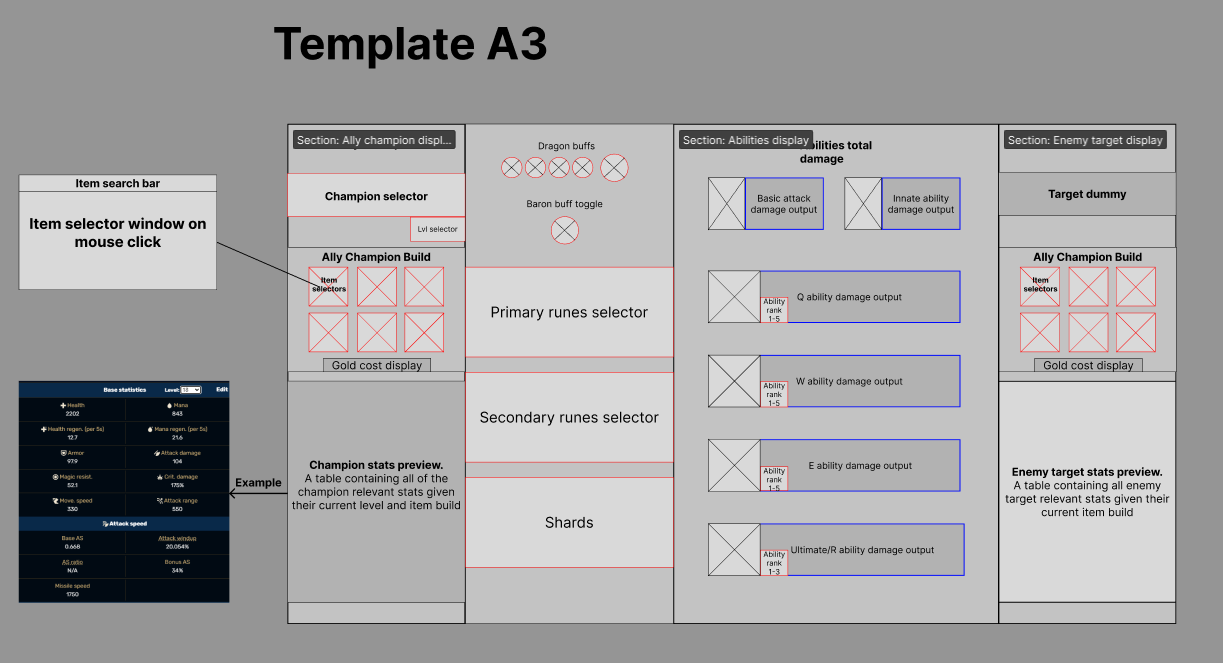 Template A3
Item search bar
Item selector window on
mouse click
Section: Ally champion displ...
Champion selector
Lvl selector
Ally Champion Build
Item
selectors
Gold cost display
Champion stats preview.
A table containing all of the
champion relevant stats given
their current level and item build
Example
Base statistics
Level: 10
Edit
Health
2202
Mana
843
Health regen. (per 5s)
12.7
Mana regen. (per 5s)
21.6
Armor
97.9
Attack damage
104
Magic resist.
52.1
Crit. damage
175%
Move. speed
330
Attack range
550
Attack speed
Base AS
0.668
Attack windup
20.054%
AS ratio
N/A
Bonus AS
34%
Missile speed
1750
Dragon buffs
Baron buff toggle
Primary runes selector
Secondary runes selector
Shards
Section: Abilities display
bilities total
damage
Basic attack
damage output
Innate ability
damage output
Q ability damage output
Ability
rank
1-5
W ability damage output
Ability
rank
1-5
E ability damage output
Ability
rank
1-5
Ultimate/R ability damage output
Ability
rank
1-3
Section: Enemy target display
Target dummy
Ally Champion Build
Item
selectors
Gold cost display
Enemy target stats preview.
A table containing all enemy
target relevant stats given their
current item build